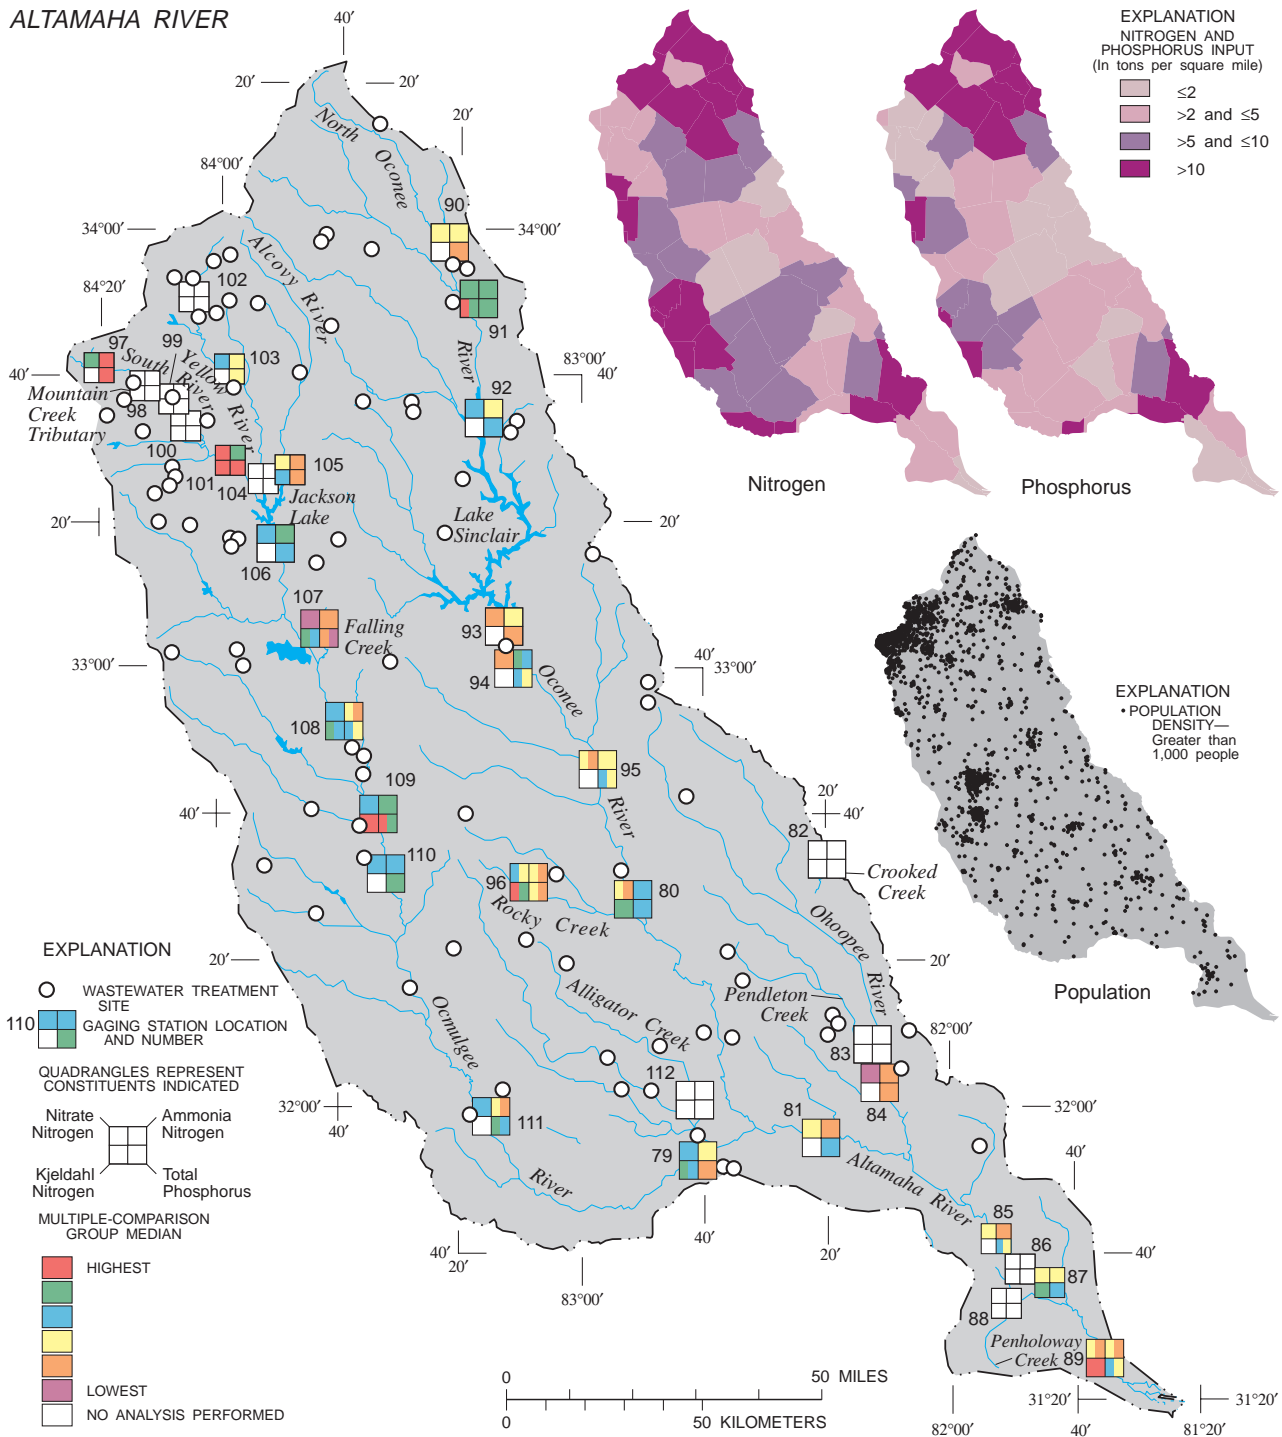 ALTAMAHA RIVER
40′
20′
20′
20′
84°00′
34°00′
34°00′
84°20′
40′
83°00′
40′
20′
20′
33°00′
40′
33°00′
40′
20′
40′
20′
20′
82°00′
32°00′
40′
32°00′
40′
40′
20′
83°00′
40′
20′
40′
82°00′
31°20′
40′
31°20′
81°20′
North
Oconee
River
Alcovy River
South River
Yellow River
Mountain
Creek
Tributary
Jackson
Lake
Lake
Sinclair
Falling
Creek
Oconee
River
Rocky Creek
Crooked
Creek
Ohoopee River
Pendleton
Creek
Alligator Creek
Ocmulgee
River
Altamaha River
Penholoway
Creek
90
91
92
93
94
95
96
97
98
99
100
101
102
103
104
105
106
107
108
109
110
111
112
79
80
81
82
83
84
85
86
87
88
89
EXPLANATION
NITROGEN AND
PHOSPHORUS INPUT
(In tons per square mile)
≤2
>2 and ≤5
>5 and ≤10
>10
Nitrogen
Phosphorus
EXPLANATION
• POPULATION
DENSITY—
Greater than
1,000 people
Population
EXPLANATION
WASTEWATER TREATMENT
SITE
110
GAGING STATION LOCATION
AND NUMBER
QUADRANGLES REPRESENT
CONSTITUENTS INDICATED
Nitrate
Nitrogen
Ammonia
Nitrogen
Kjeldahl
Nitrogen
Total
Phosphorus
MULTIPLE-COMPARISON
GROUP MEDIAN
HIGHEST
LOWEST
NO ANALYSIS PERFORMED
0
50 MILES
0
50 KILOMETERS